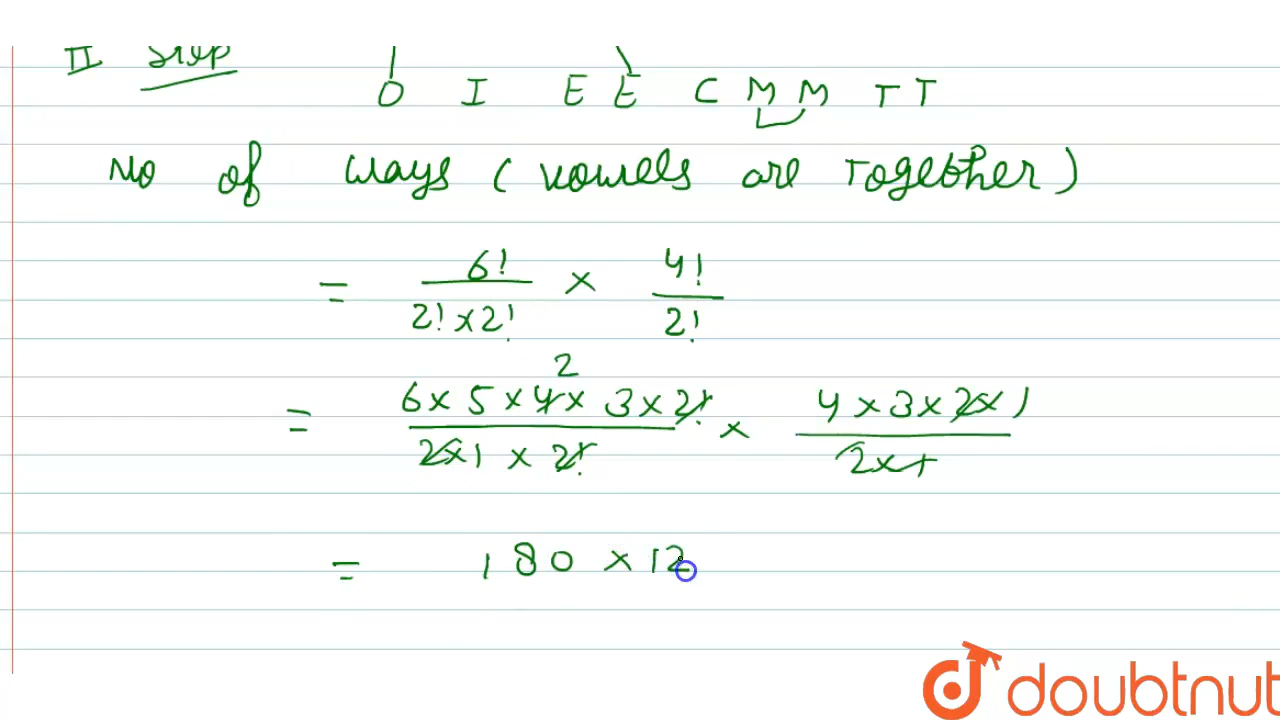 II Step
O I E E C M M T T
No of ways ( vowels are together )
= 6! / 2! × 2! × 4! / 2!
2
= 6 × 5 × 4 × 3 × 2! / 2×1 × 2! × 4 × 3 × 2×1 / 2×1
= 180 × 12
doubtnut